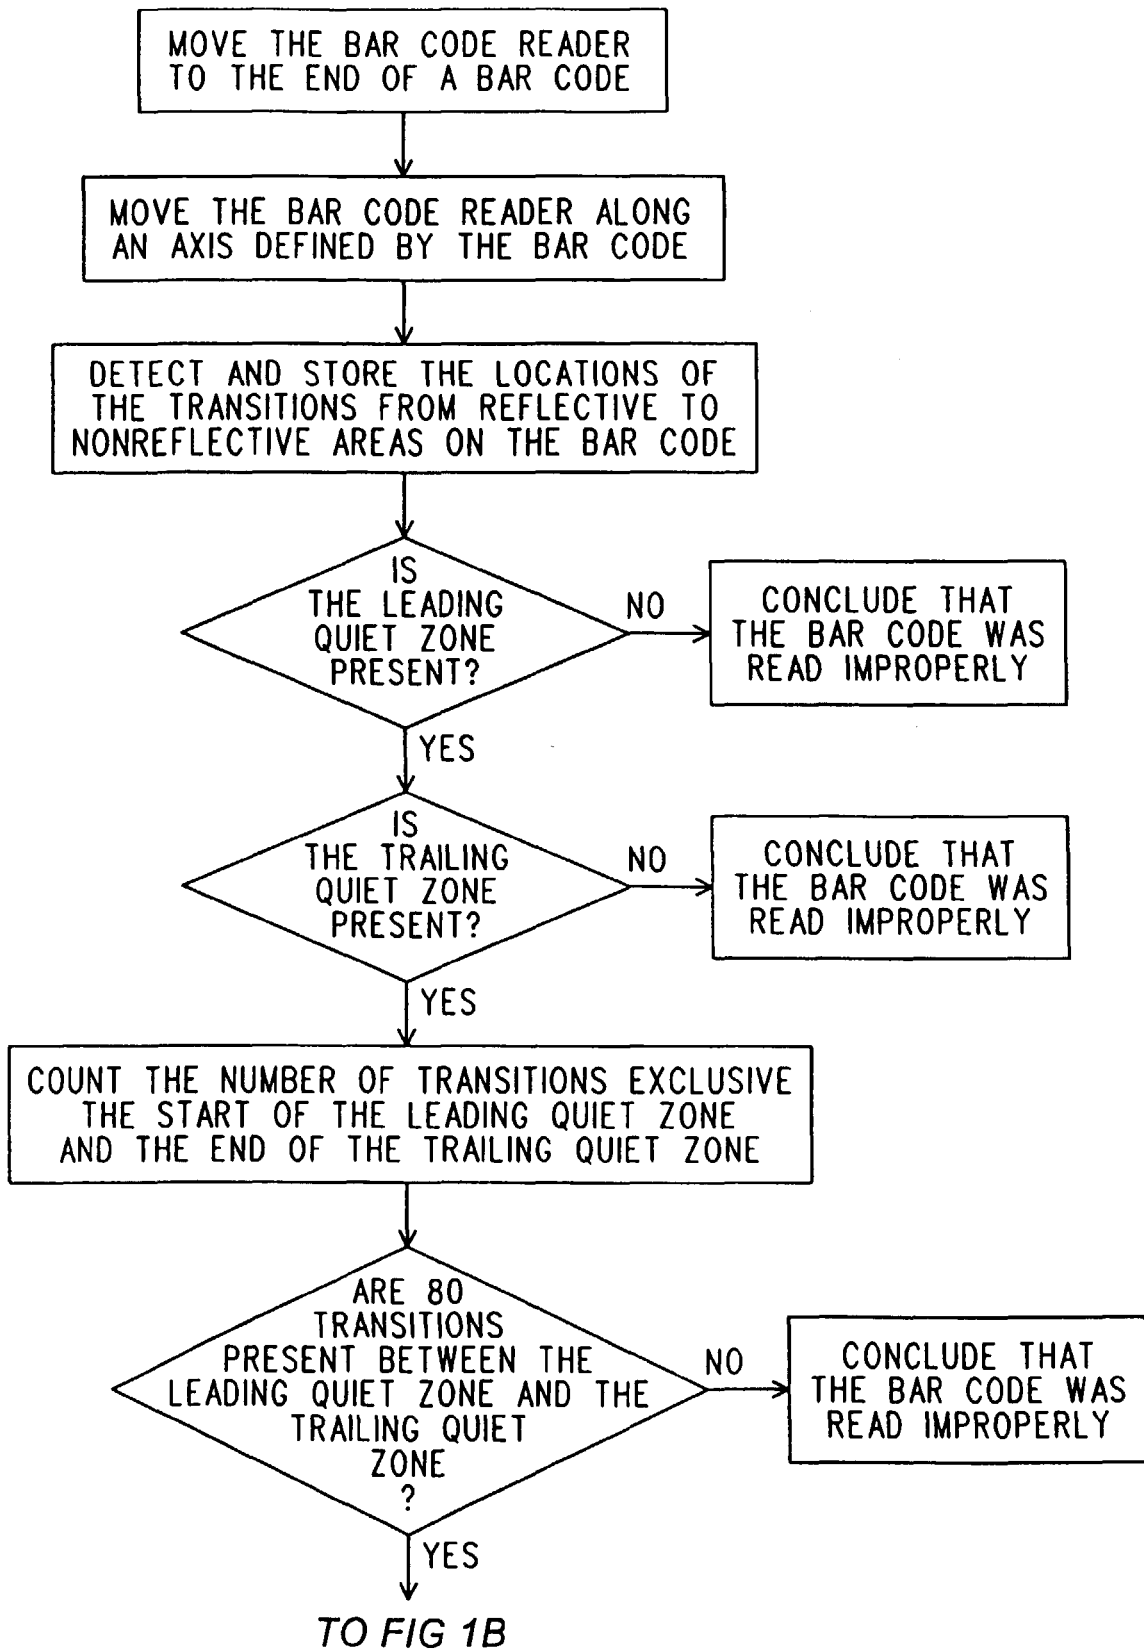 MOVE THE BAR CODE READER
TO THE END OF A BAR CODE
MOVE THE BAR CODE READER ALONG
AN AXIS DEFINED BY THE BAR CODE
DETECT AND STORE THE LOCATIONS OF
THE TRANSITIONS FROM REFLECTIVE TO
NONREFLECTIVE AREAS ON THE BAR CODE
IS
THE LEADING
QUIET ZONE
PRESENT?
NO
CONCLUDE THAT
THE BAR CODE WAS
READ IMPROPERLY
YES
IS
THE TRAILING
QUIET ZONE
PRESENT?
NO
CONCLUDE THAT
THE BAR CODE WAS
READ IMPROPERLY
YES
COUNT THE NUMBER OF TRANSITIONS EXCLUSIVE
THE START OF THE LEADING QUIET ZONE
AND THE END OF THE TRAILING QUIET ZONE
ARE 80
TRANSITIONS
PRESENT BETWEEN THE
LEADING QUIET ZONE AND THE
TRAILING QUIET
ZONE
?
NO
CONCLUDE THAT
THE BAR CODE WAS
READ IMPROPERLY
YES
TO FIG 1B